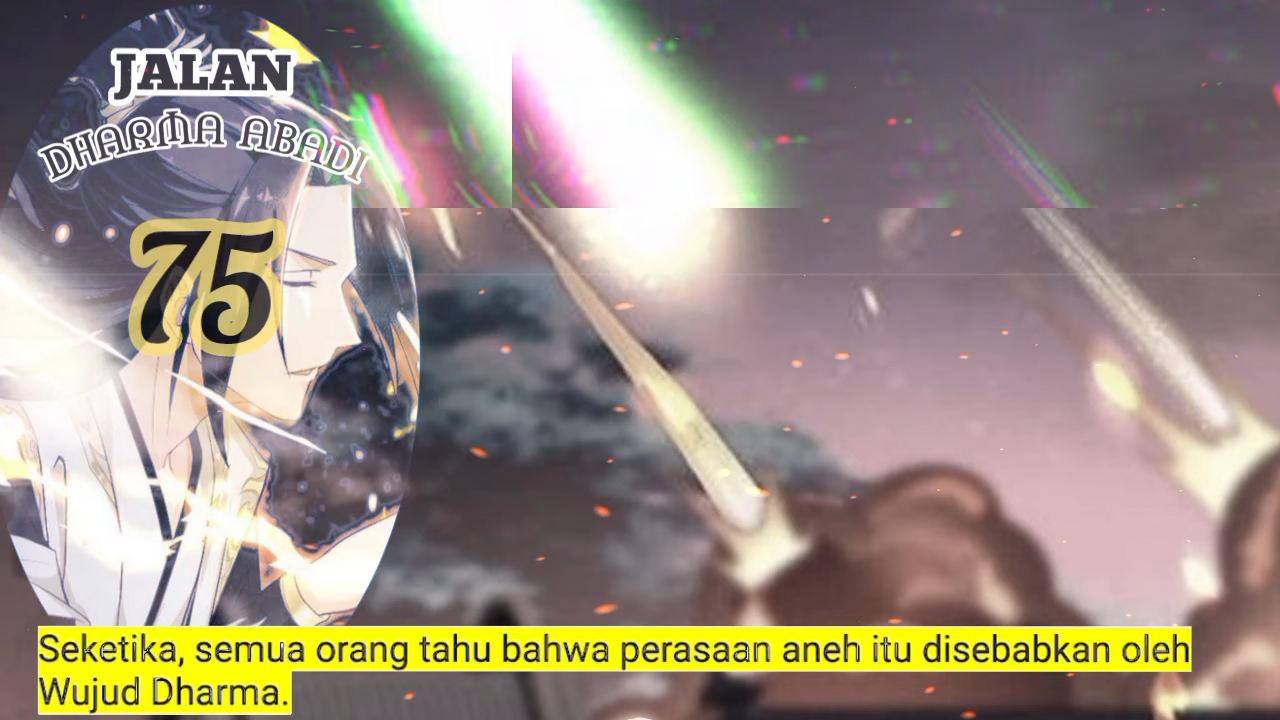 JALAN
DHARMA ABADI
75
Seketika, semua orang tahu bahwa perasaan aneh itu disebabkan oleh
Wujud Dharma.